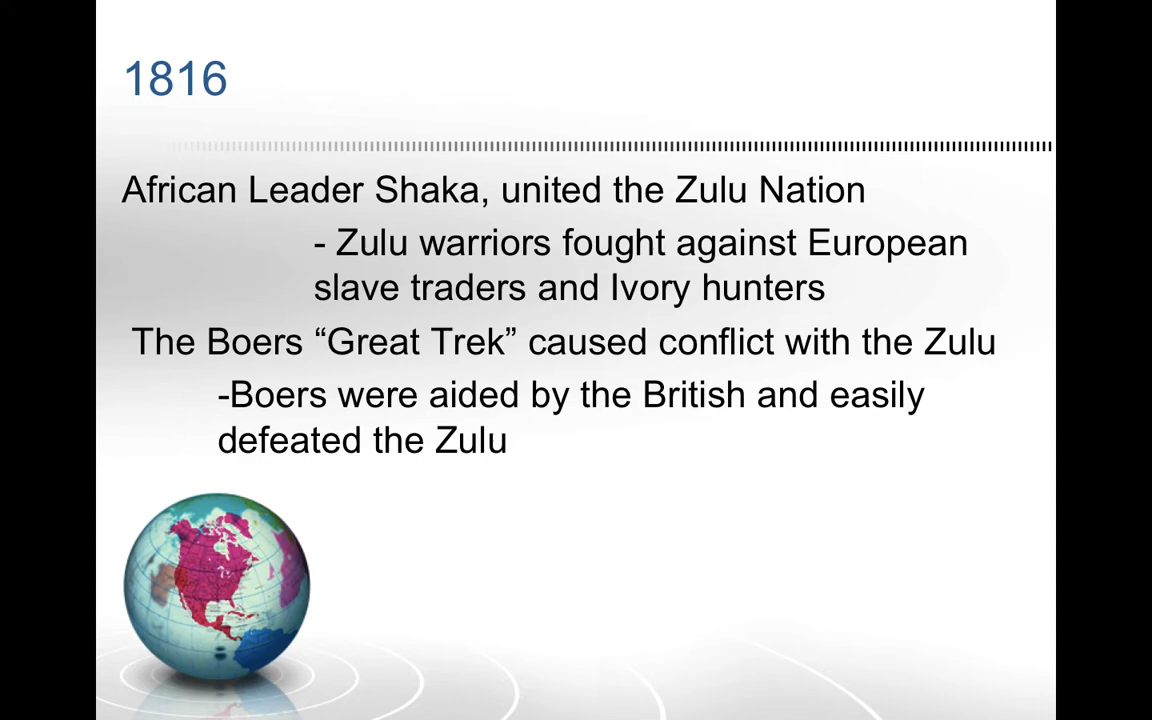 1816
African Leader Shaka, united the Zulu Nation
- Zulu warriors fought against European
slave traders and Ivory hunters
The Boers “Great Trek” caused conflict with the Zulu
-Boers were aided by the British and easily
defeated the Zulu